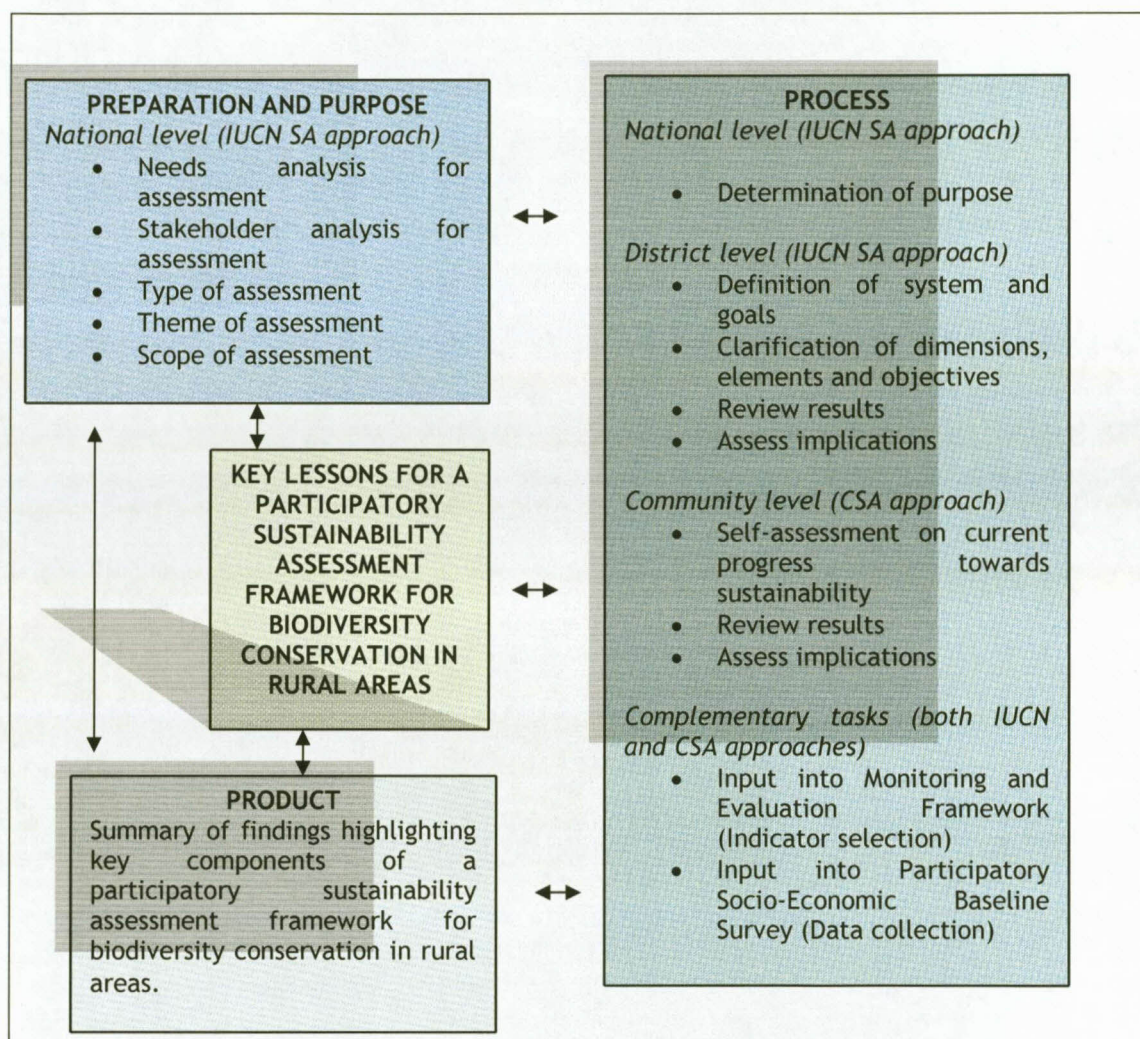 PREPARATION AND PURPOSE
National level (IUCN SA approach)
• Needs analysis for
assessment
• Stakeholder analysis for
assessment
• Type of assessment
• Theme of assessment
• Scope of assessment
KEY LESSONS FOR A
PARTICIPATORY
SUSTAINABILITY
ASSESSMENT
FRAMEWORK FOR
BIODIVERSITY
CONSERVATION IN
RURAL AREAS
PRODUCT
Summary of findings highlighting
key components of a
participatory sustainability
assessment framework for
biodiversity conservation in rural
areas.
PROCESS
National level (IUCN SA approach)
• Determination of purpose
District level (IUCN SA approach)
• Definition of system and
goals
• Clarification of dimensions,
elements and objectives
• Review results
• Assess implications
Community level (CSA approach)
• Self-assessment on current
progress towards
sustainability
• Review results
• Assess implications
Complementary tasks (both IUCN
and CSA approaches)
• Input into Monitoring and
Evaluation Framework
(Indicator selection)
• Input into Participatory
Socio-Economic Baseline
Survey (Data collection)